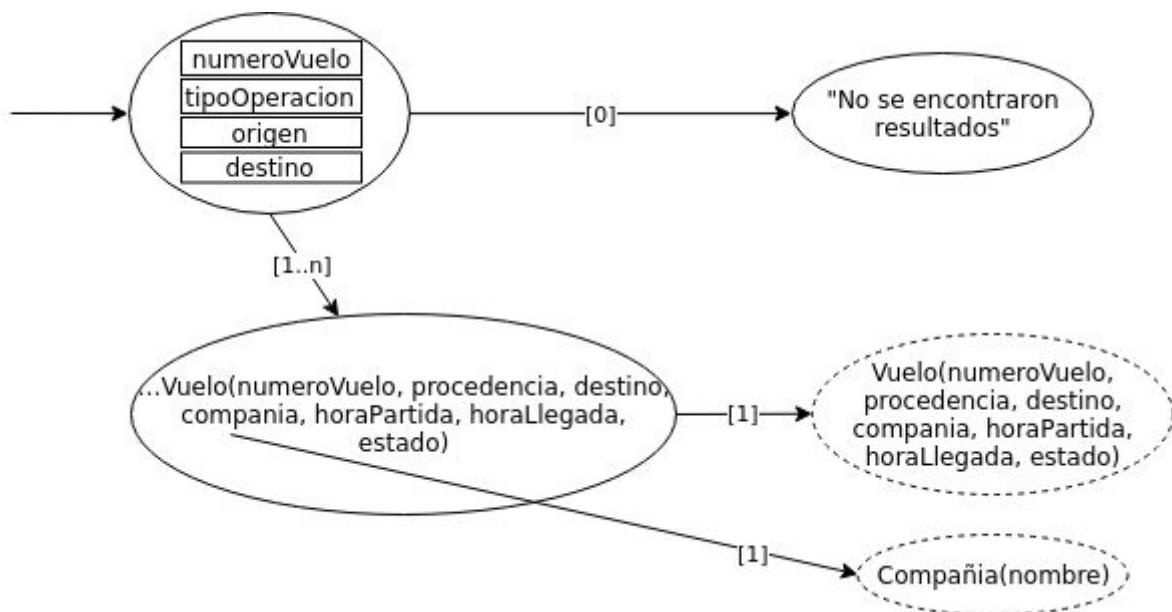 numeroVuelo
tipoOperacion
origen
destino
[0]
"No se encontraron
resultados"
[1..n]
...Vuelo(numeroVuelo, procedencia, destino,
compania, horaPartida, horaLlegada,
estado)
[1]
Vuelo(numeroVuelo,
procedencia, destino,
compania, horaPartida,
horaLlegada, estado)
[1]
Compañia(nombre)